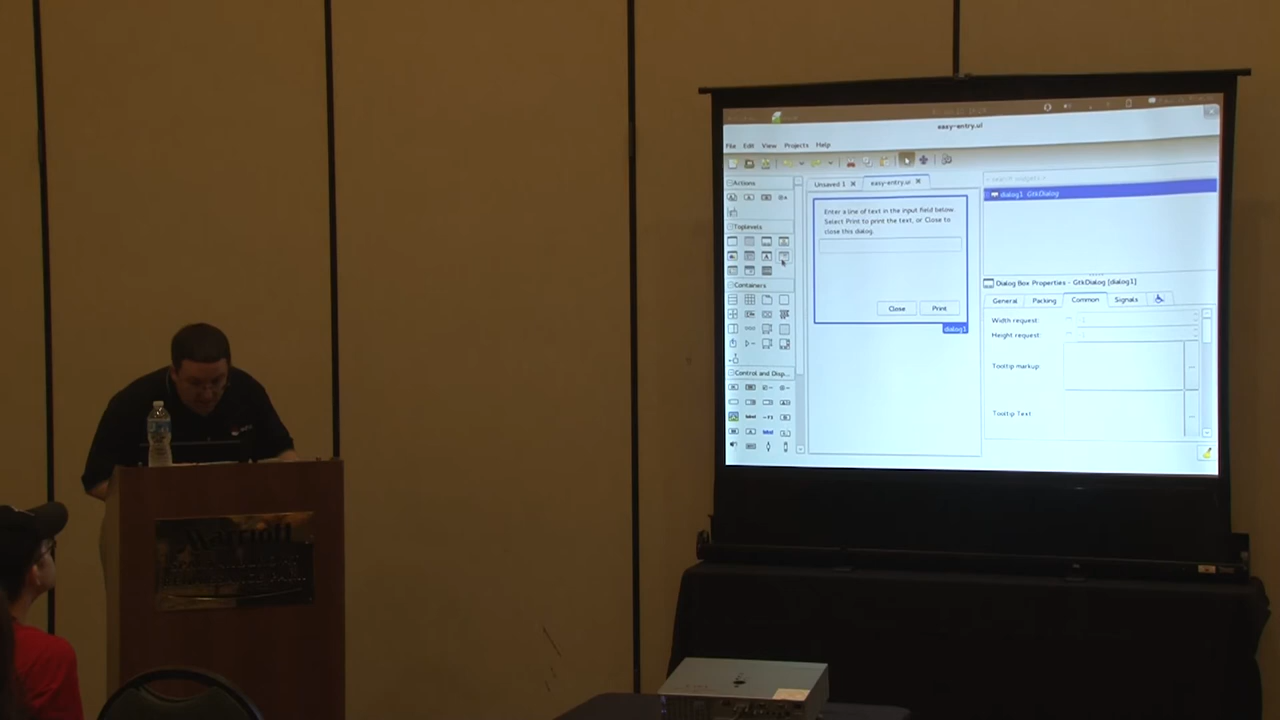 easy-entry.ui
File Edit View Projects Help
Actions
Toplevels
Containers
Control and Disp...
Unsaved 1
easy-entry.ui
Enter a line of text in the input field below.
Select Print to print the text, or Close to
close this dialog.
Close Print
dialog1
< search widgets >
dialog1 GtkDialog
Dialog Box Properties - GtkDialog [dialog1]
General Packing Common Signals
Width request:
Height request:
Tooltip markup:
Tooltip Text:
Marriott